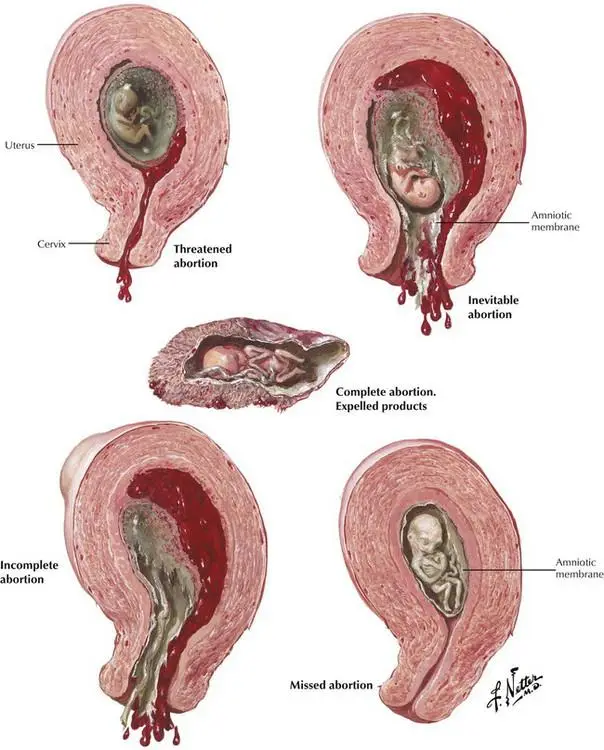 Uterus
Cervix
Threatened
abortion
Amniotic
membrane
Inevitable
abortion
Complete abortion.
Expelled products
Incomplete
abortion
Amniotic
membrane
Missed abortion
F. Netter
M.D.